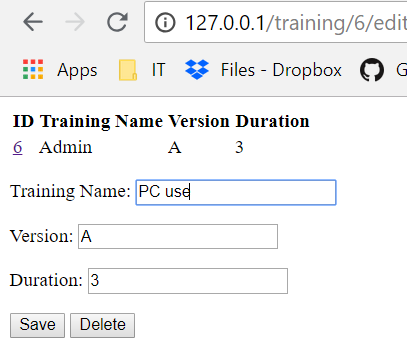 127.0.0.1/training/6/edit
Apps IT Files - Dropbox G
ID Training Name Version Duration
6 Admin A 3
Training Name: PC use
Version: A
Duration: 3
Save Delete